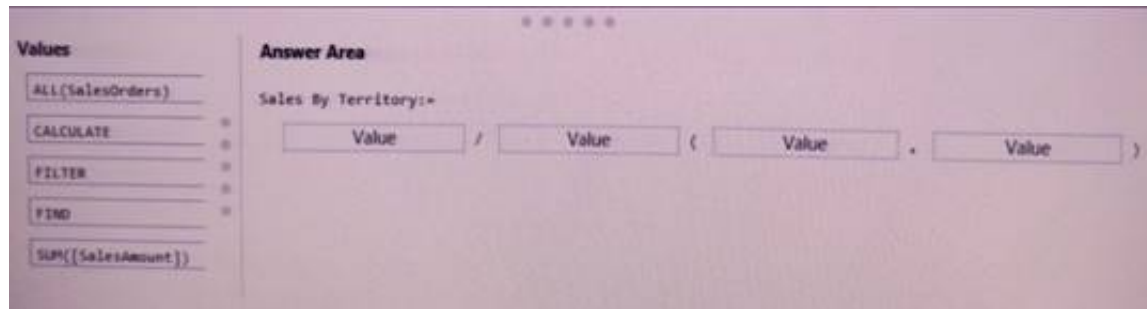 Values
ALL(SalesOrders)
CALCULATE
FILTER
FIND
SUM([SalesAmount])
Answer Area
Sales By Territory:=
Value / Value ( Value , Value )